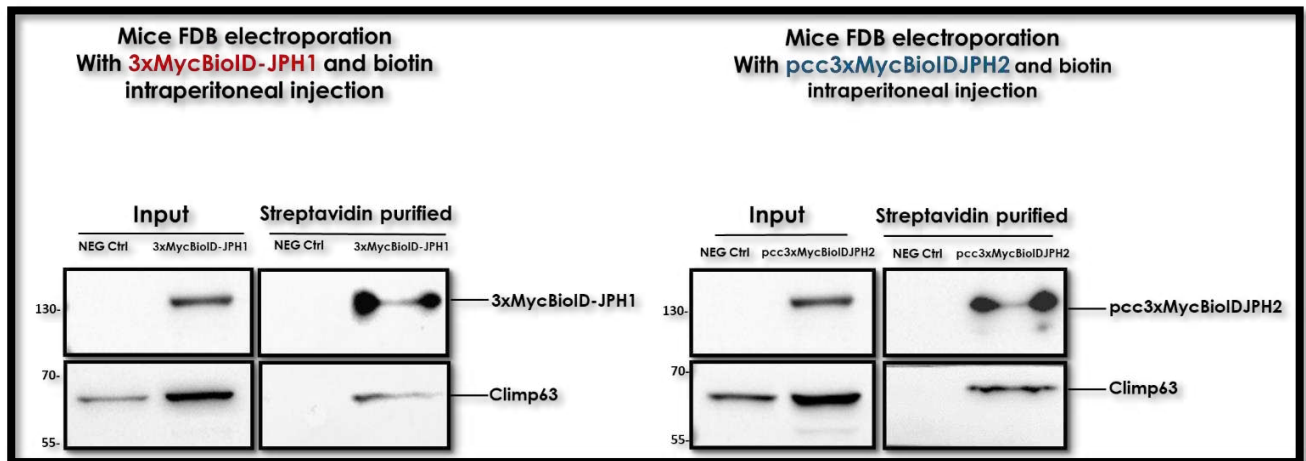 Mice FDB electroporation
With 3xMycBioID-JPH1 and biotin
intraperitoneal injection
Input
Streptavidin purified
NEG Ctrl
3xMycBioID-JPH1
NEG Ctrl
3xMycBioID-JPH1
130-
3xMycBioID-JPH1
70-
Climp63
55-
Mice FDB electroporation
With pcc3xMycBioIDJPH2 and biotin
intraperitoneal injection
Input
Streptavidin purified
NEG Ctrl
pcc3xMycBioIDJPH2
NEG Ctrl
pcc3xMycBioIDJPH2
130-
pcc3xMycBioIDJPH2
70-
Climp63
55-